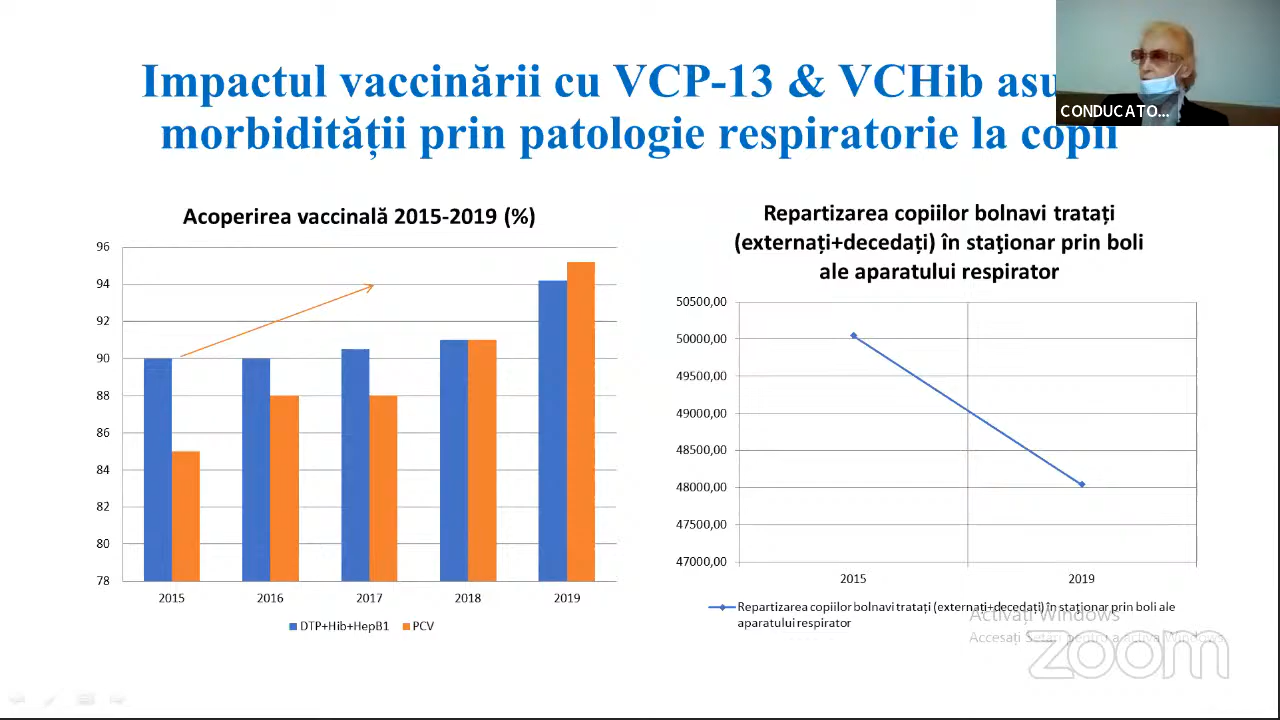 Impactul vaccinării cu VCP-13 & VCHib asu
morbidității prin patologie respiratorie la copii
CONDUCATO...
Acoperirea vaccinală 2015-2019 (%)
96
94
92
90
88
86
84
82
80
78
2015 2016 2017 2018 2019
DTP+Hib+HepB1 PCV
Repartizarea copiilor bolnavi tratați
(externați+decedați) în staţionar prin boli
ale aparatului respirator
50500,00
50000,00
49500,00
49000,00
48500,00
48000,00
47500,00
47000,00
2015 2019
Repartizarea copiilor bolnavi tratați (externați+decedați) în staţionar prin boli ale
aparatului respirator
Activați Windows
Accesați Setări pentru a activa Windows.
zoom